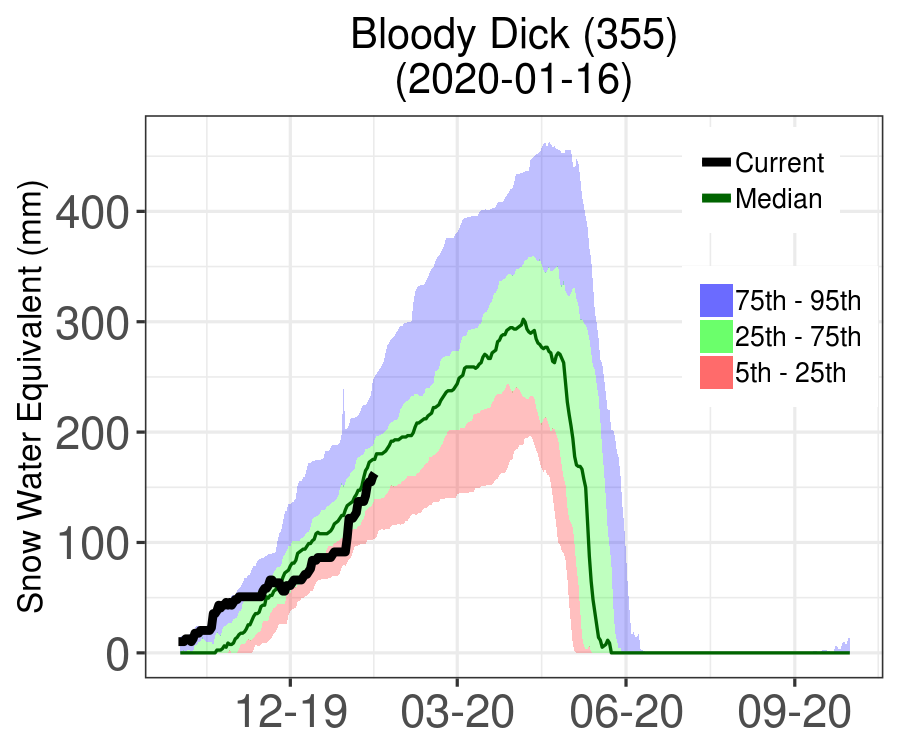 Bloody Dick (355)
(2020-01-16)
Snow Water Equivalent (mm)
400
300
200
100
0
12-19
03-20
06-20
09-20
Current
Median
75th - 95th
25th - 75th
5th - 25th